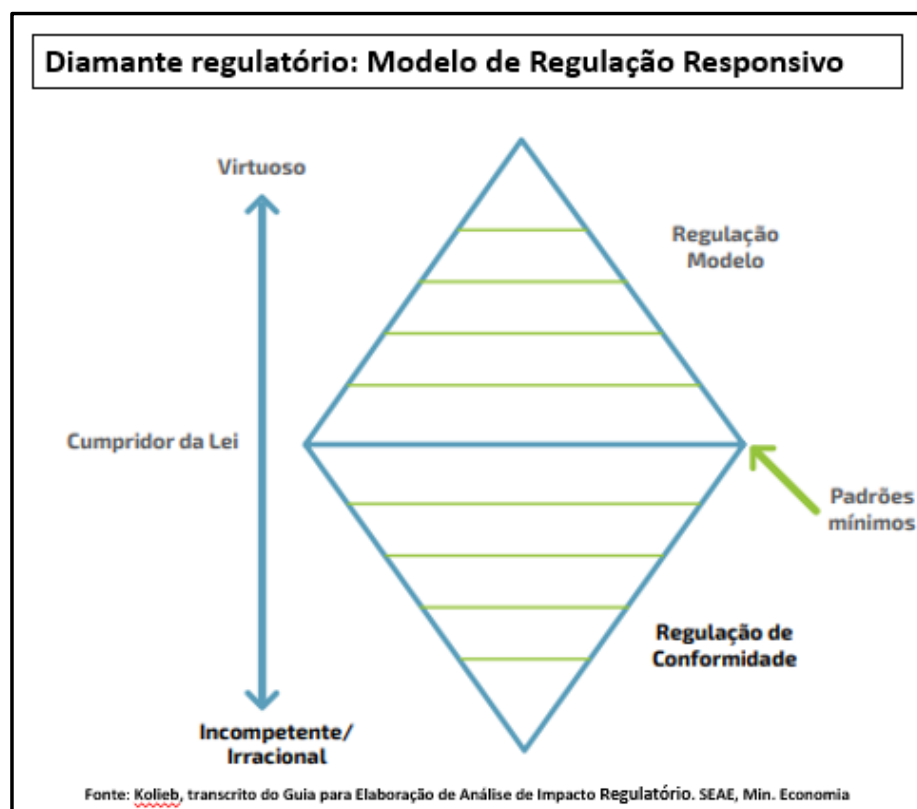 Diamante regulatório: Modelo de Regulação Responsivo
Virtuoso
Regulação
Modelo
Cumpridor da Lei
Padrões
mínimos
Regulação de
Conformidade
Incompetente/
Irracional
Fonte: Kolieb, transcrito do Guia para Elaboração de Análise de Impacto Regulatório. SEAE, Min. Economia